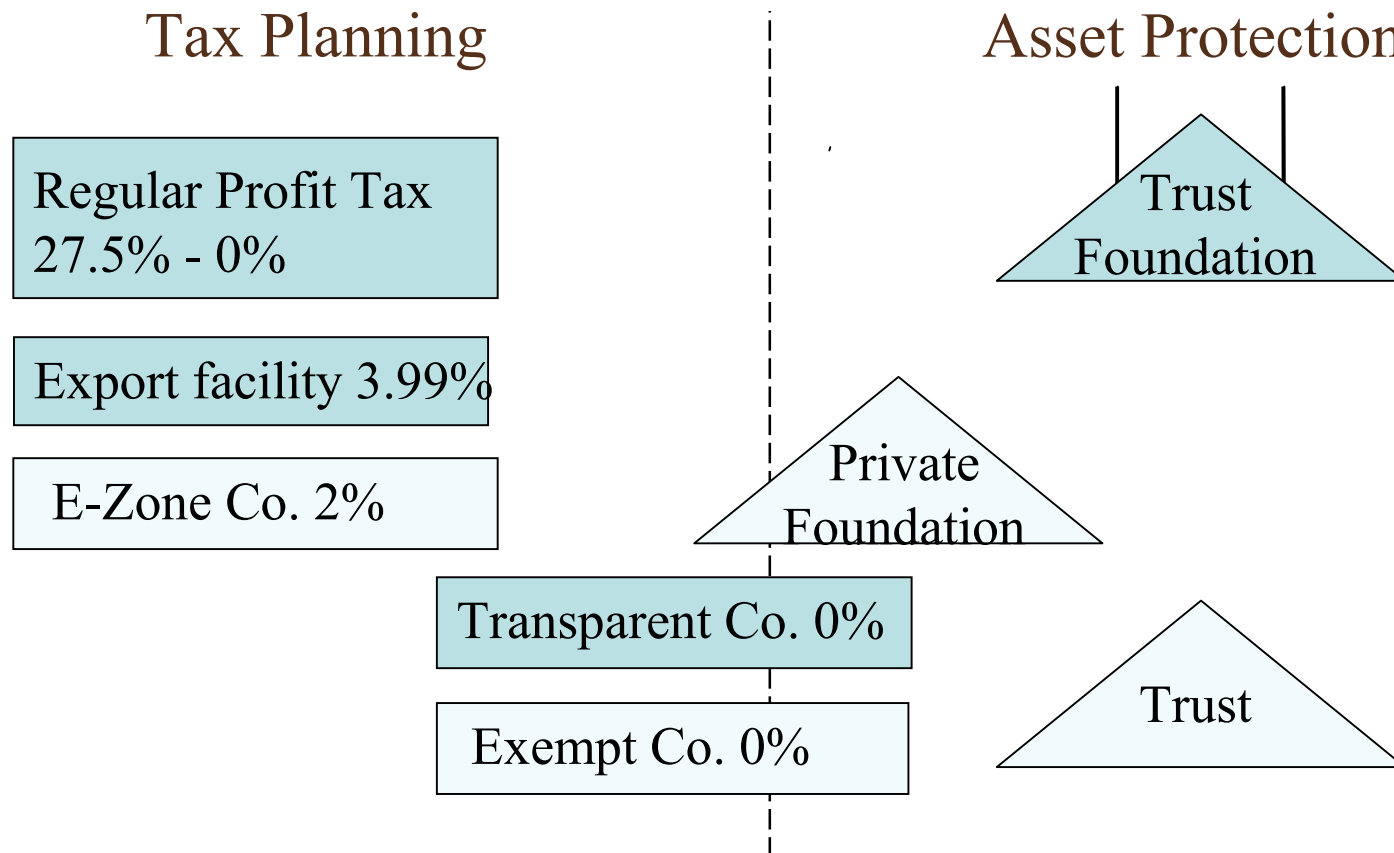 Tax Planning
Asset Protection
Regular Profit Tax
27.5% - 0%
Trust
Foundation
Export facility 3.99%
E-Zone Co. 2%
Private
Foundation
Transparent Co. 0%
Exempt Co. 0%
Trust